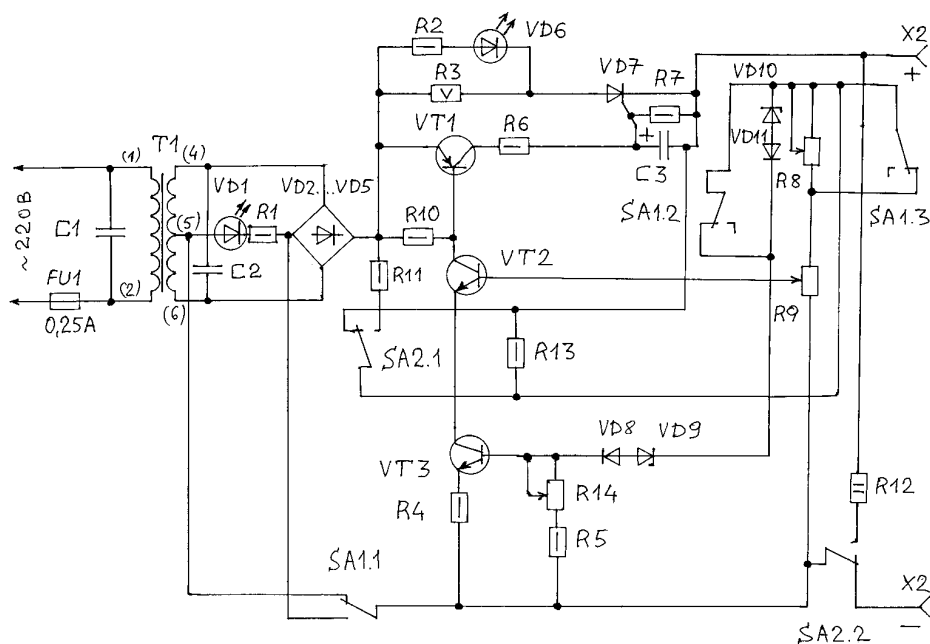 R2
VD6
X2
+
R3
V
VD7
R7
VD10
VT1
R6
+
VD11
T1
(1)
(4)
VD1
R1
VD2...VD5
C3
R8
SA1.2
SA1.3
~220В
C1
(5)
R10
C2
R11
VT2
FU1
(2)
(6)
0,25А
R9
SA2.1
R13
VD8
VD9
VT3
R14
R12
R4
R5
SA1.1
X2
−
SA2.2